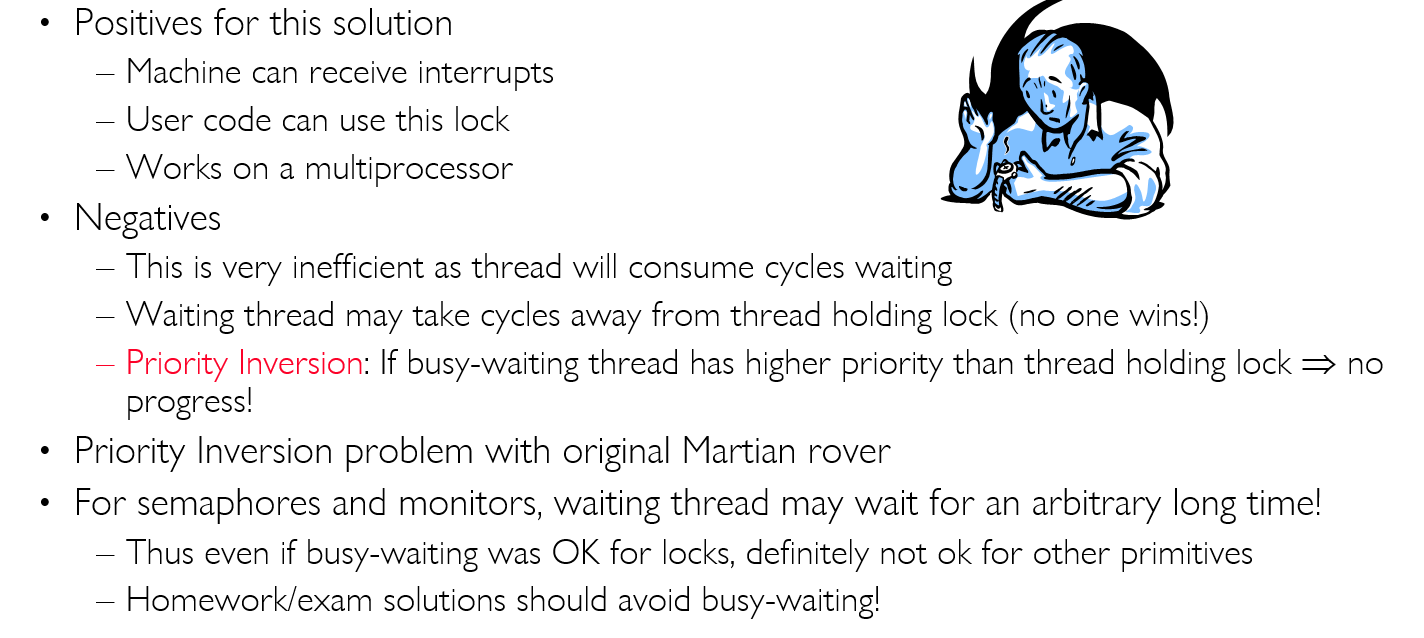 • Positives for this solution
– Machine can receive interrupts
– User code can use this lock
– Works on a multiprocessor
• Negatives
– This is very inefficient as thread will consume cycles waiting
– Waiting thread may take cycles away from thread holding lock (no one wins!)
– Priority Inversion: If busy-waiting thread has higher priority than thread holding lock ⇒ no
progress!
• Priority Inversion problem with original Martian rover
• For semaphores and monitors, waiting thread may wait for an arbitrary long time!
– Thus even if busy-waiting was OK for locks, definitely not ok for other primitives
– Homework/exam solutions should avoid busy-waiting!